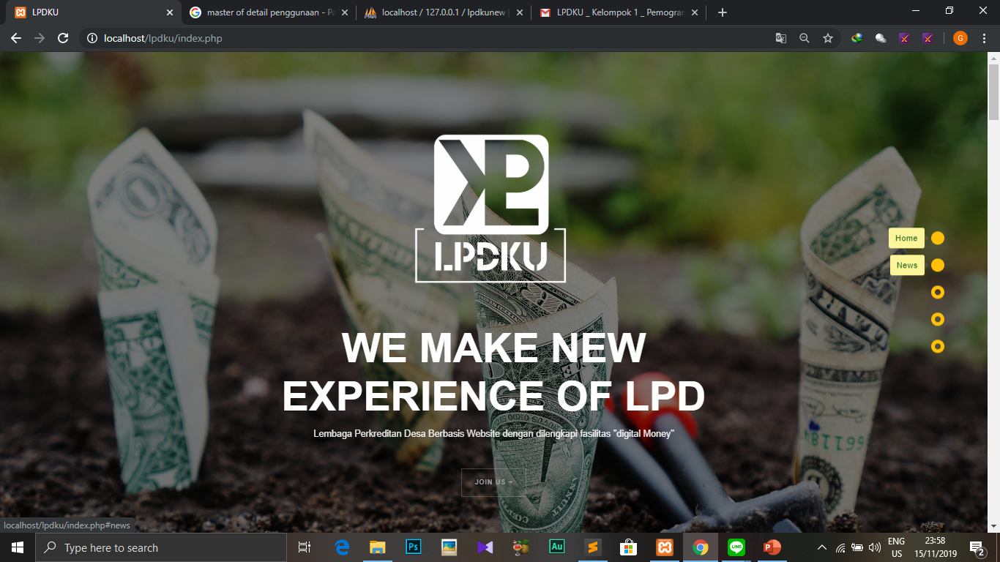 LPDKU
master of detail penggunaan - Pa
localhost / 127.0.0.1 / lpdkunew |
LPDKU _ Kelompok 1 _ Pemogran
localhost/lpdku/index.php
G
LPDKU
Home
News
WE MAKE NEW
EXPERIENCE OF LPD
Lembaga Perkreditan Desa Berbasis Website dengan dilengkapi fasilitas "digital Money"
JOIN US →
localhost/lpdku/index.php#news
Type here to search
Ps
Au
LINE
P
ENG
US
23:58
15/11/2019
2